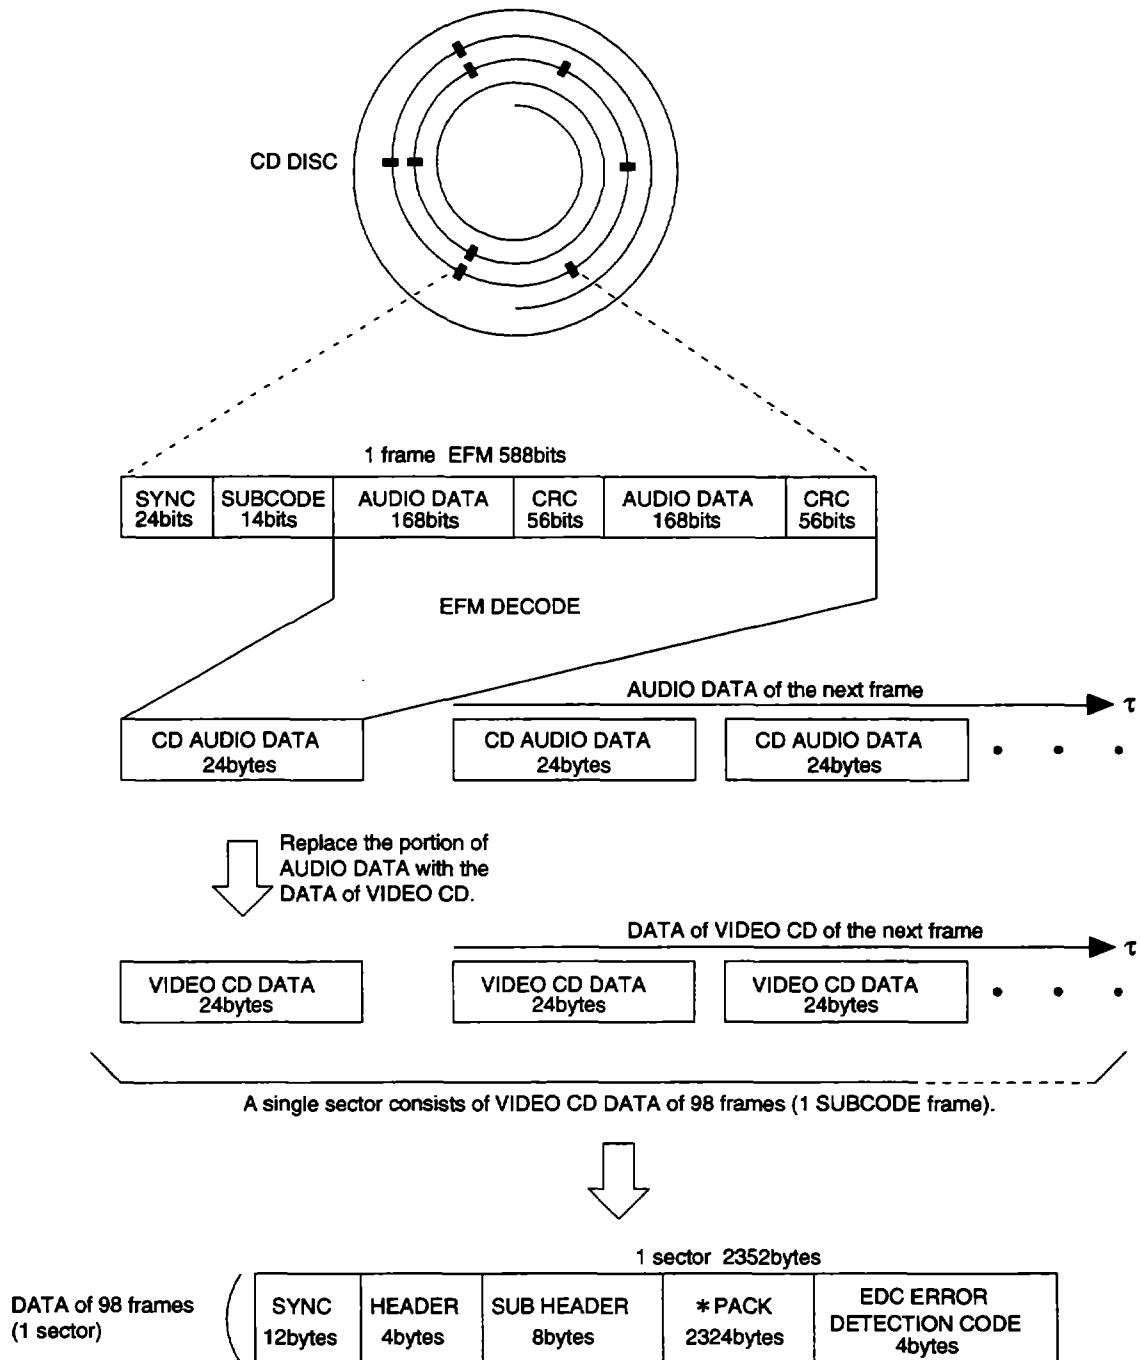 CD DISC
1 frame EFM 588bits
SYNC
24bits
SUBCODE
14bits
AUDIO DATA
168bits
CRC
56bits
AUDIO DATA
168bits
CRC
56bits
EFM DECODE
AUDIO DATA of the next frame
τ
CD AUDIO DATA
24bytes
CD AUDIO DATA
24bytes
CD AUDIO DATA
24bytes
Replace the portion of
AUDIO DATA with the
DATA of VIDEO CD.
DATA of VIDEO CD of the next frame
τ
VIDEO CD DATA
24bytes
VIDEO CD DATA
24bytes
VIDEO CD DATA
24bytes
A single sector consists of VIDEO CD DATA of 98 frames (1 SUBCODE frame).
1 sector 2352bytes
DATA of 98 frames
(1 sector)
SYNC
12bytes
HEADER
4bytes
SUB HEADER
8bytes
*PACK
2324bytes
EDC ERROR
DETECTION CODE
4bytes